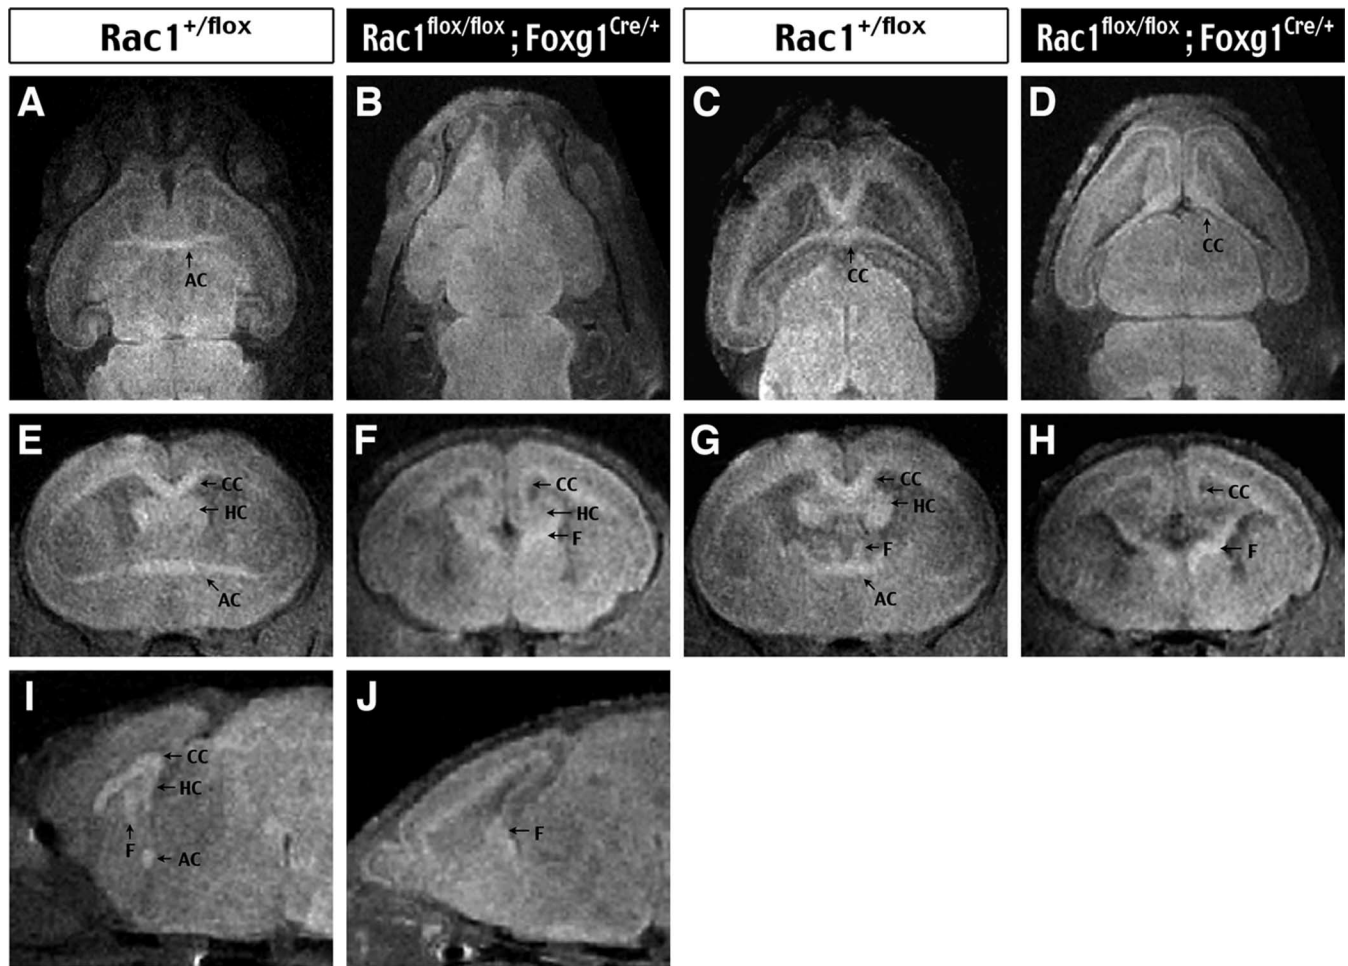 Rac1+/flox Rac1flox/flox ; Foxg1Cre/+ Rac1+/flox Rac1flox/flox ; Foxg1Cre/+
A B C D
AC CC CC
E F G H
CC CC CC CC
HC HC HC
F F F
AC AC
I J
CC
HC
F F
AC